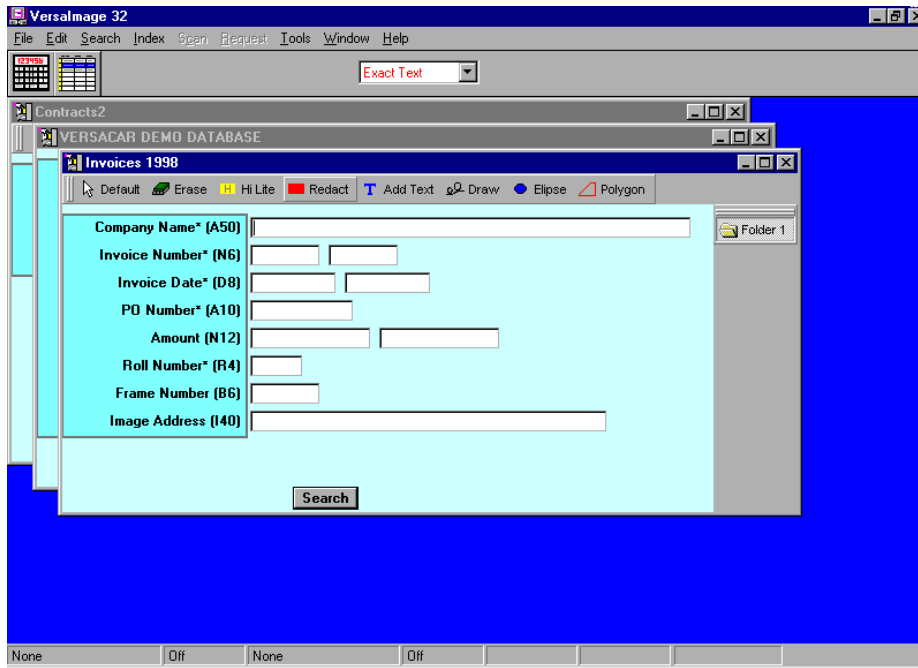 VersaImage 32
File Edit Search Index Scan Request Tools Window Help
123456
Exact Text
Contracts2
VERSACAR DEMO DATABASE
Invoices 1998
Default Erase H Hi Lite Redact T Add Text Draw Elipse Polygon
Company Name* (A50)
Folder 1
Invoice Number* (N6)
Invoice Date* (D8)
PO Number* (A10)
Amount (N12)
Roll Number* (R4)
Frame Number (B6)
Image Address (I40)
Search
None Off None Off